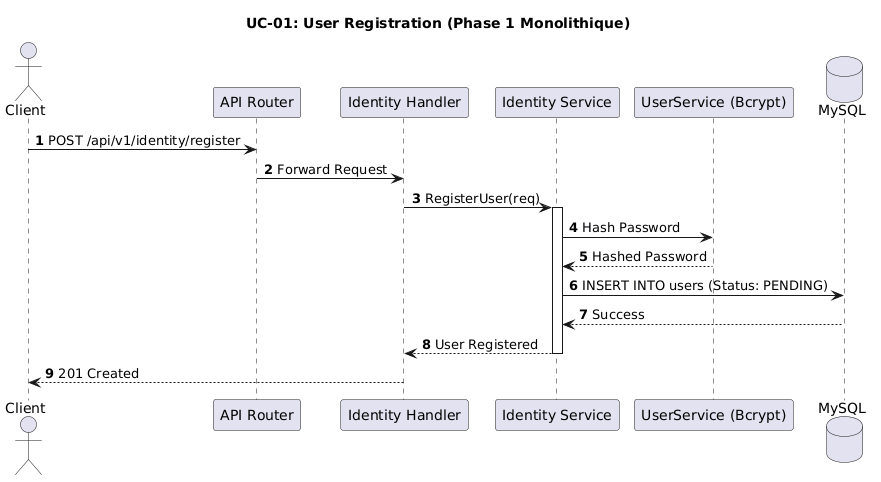 UC-01: User Registration (Phase 1 Monolithique)
Client
API Router
Identity Handler
Identity Service
UserService (Bcrypt)
MySQL
1 POST /api/v1/identity/register
2 Forward Request
3 RegisterUser(req)
4 Hash Password
5 Hashed Password
6 INSERT INTO users (Status: PENDING)
7 Success
8 User Registered
9 201 Created
Client
API Router
Identity Handler
Identity Service
UserService (Bcrypt)
MySQL